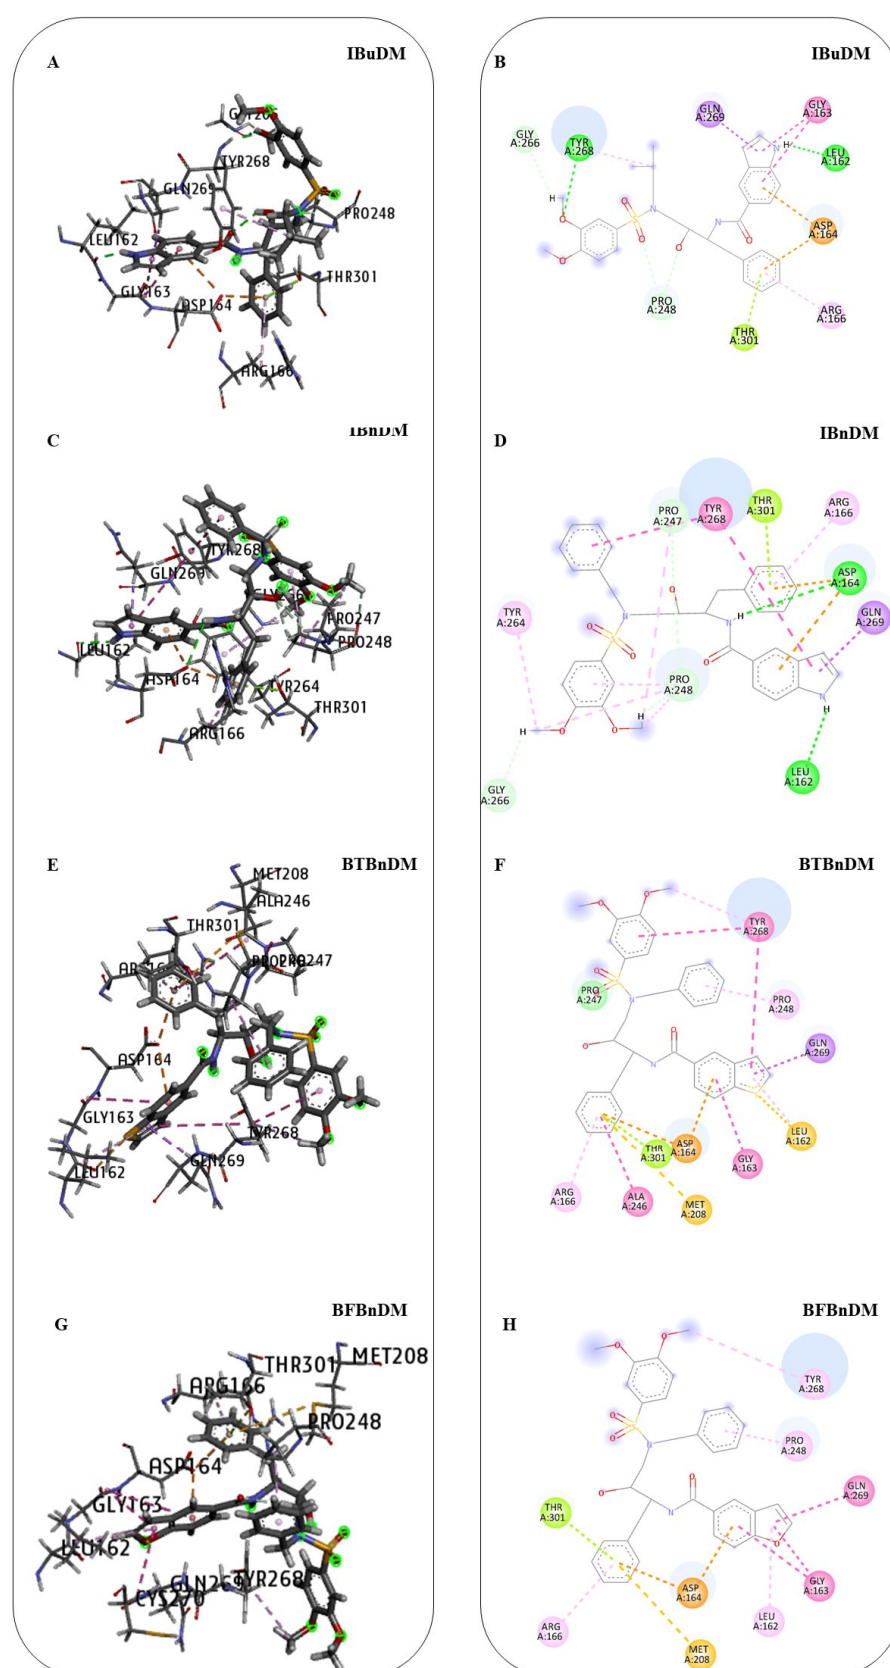 A
IBuDM
TYR268
GLN269
PRO248
LEU162
THR301
GLY163
ASP164
ARG166
B
IBuDM
GLN
A:269
GLY
A:163
GLY
A:266
TYR
A:268
H
LEU
A:162
H
ASP
A:164
O
O
S
O
O
N
N
N
O
O
PRO
A:248
ARG
A:166
THR
A:301
C
IBnDM
TYR268
GLN269
PRO247
LEU162
PRO248
ASP164
TYR264
THR301
ARG166
D
IBnDM
PRO
A:247
TYR
A:268
THR
A:301
ARG
A:166
ASP
A:164
GLN
A:269
TYR
A:264
O
N
H
N
S
O
O
O
PRO
A:248
H
H
O
O
N
H
LEU
A:162
GLY
A:266
E
BTBnDM
MET208
ALA246
THR301
PRO247
ASP164
GLY163
TYR268
GLN269
LEU162
F
BTBnDM
O
O
TYR
A:268
O
S
O
N
PRO
A:247
PRO
A:248
O
O
N
S
GLN
A:269
LEU
A:162
THR
A:301
ASP
A:164
GLY
A:163
ARG
A:166
ALA
A:246
MET
A:208
G
BFBnDM
THR301
MET208
ARG166
PRO248
ASP164
GLY163
LEU162
TYR268
CYS270
H
BFBnDM
O
O
TYR
A:268
O
S
O
N
PRO
A:248
O
O
N
O
GLN
A:269
THR
A:301
ASP
A:164
GLY
A:163
LEU
A:162
ARG
A:166
MET
A:208